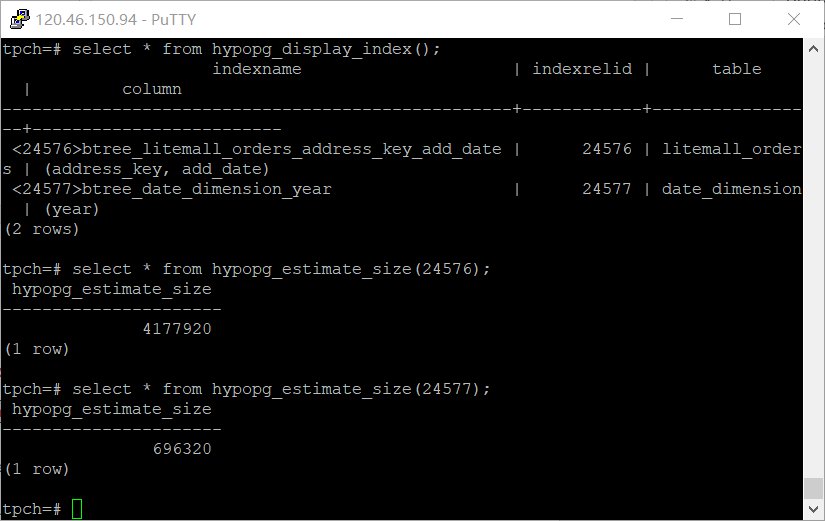 120.46.150.94 - PuTTY
tpch=# select * from hypopg_display_index();
                     indexname                     | indexrelid |      table
  |         column
---------------------------------------------------+------------+---------------
--+-------------------------
 <24576>btree_litemall_orders_address_key_add_date |      24576 | litemall_order
s | (address_key, add_date)
 <24577>btree_date_dimension_year                  |      24577 | date_dimension
  | (year)
(2 rows)
tpch=# select * from hypopg_estimate_size(24576);
 hypopg_estimate_size
----------------------
              4177920
(1 row)
tpch=# select * from hypopg_estimate_size(24577);
 hypopg_estimate_size
----------------------
               696320
(1 row)
tpch=#